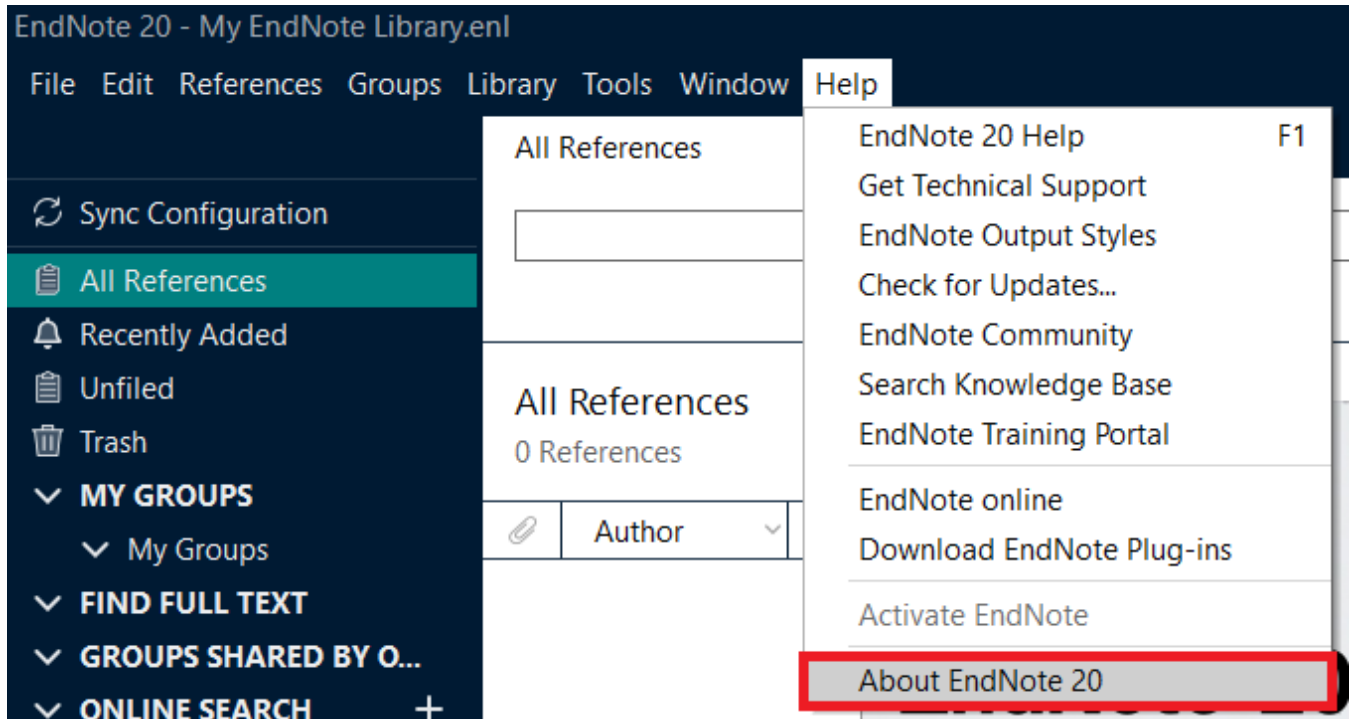 EndNote 20 - My EndNote Library.enl
File Edit References Groups Library Tools Window Help
Sync Configuration
All References
Recently Added
Unfiled
Trash
MY GROUPS
My Groups
FIND FULL TEXT
GROUPS SHARED BY O...
ONLINE SEARCH +
All References
All References
0 References
Author
EndNote 20 Help F1
Get Technical Support
EndNote Output Styles
Check for Updates...
EndNote Community
Search Knowledge Base
EndNote Training Portal
EndNote online
Download EndNote Plug-ins
Activate EndNote
About EndNote 20